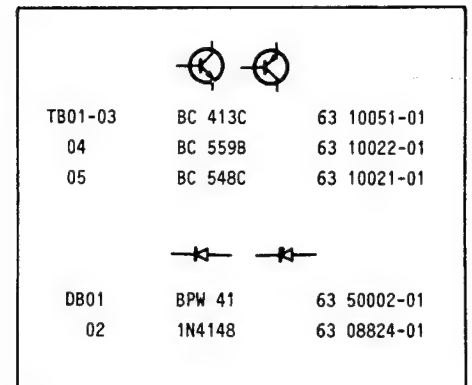 TB01-03 BC 413C 63 10051-01
04 BC 559B 63 10022-01
05 BC 548C 63 10021-01
DB01 BPW 41 63 50002-01
02 1N4148 63 08824-01